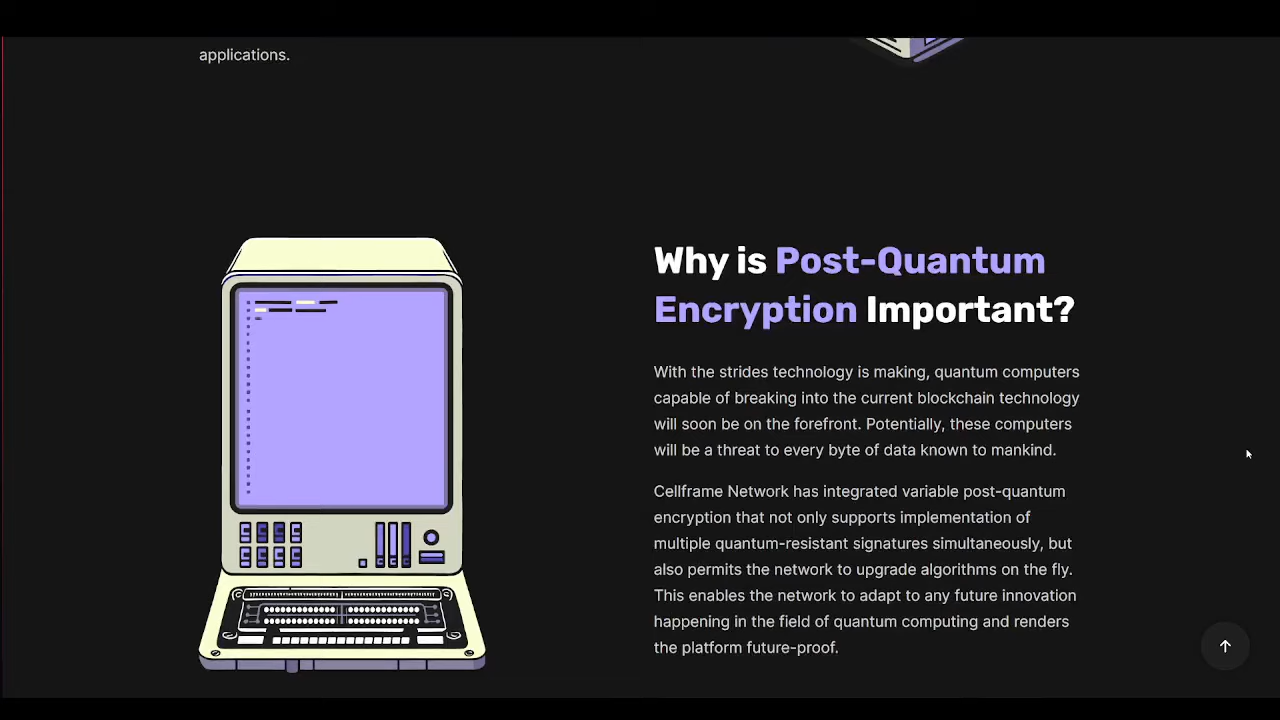 applications.
Why is Post-Quantum
Encryption Important?
With the strides technology is making, quantum computers
capable of breaking into the current blockchain technology
will soon be on the forefront. Potentially, these computers
will be a threat to every byte of data known to mankind.
Cellframe Network has integrated variable post-quantum
encryption that not only supports implementation of
multiple quantum-resistant signatures simultaneously, but
also permits the network to upgrade algorithms on the fly.
This enables the network to adapt to any future innovation
happening in the field of quantum computing and renders
the platform future-proof.